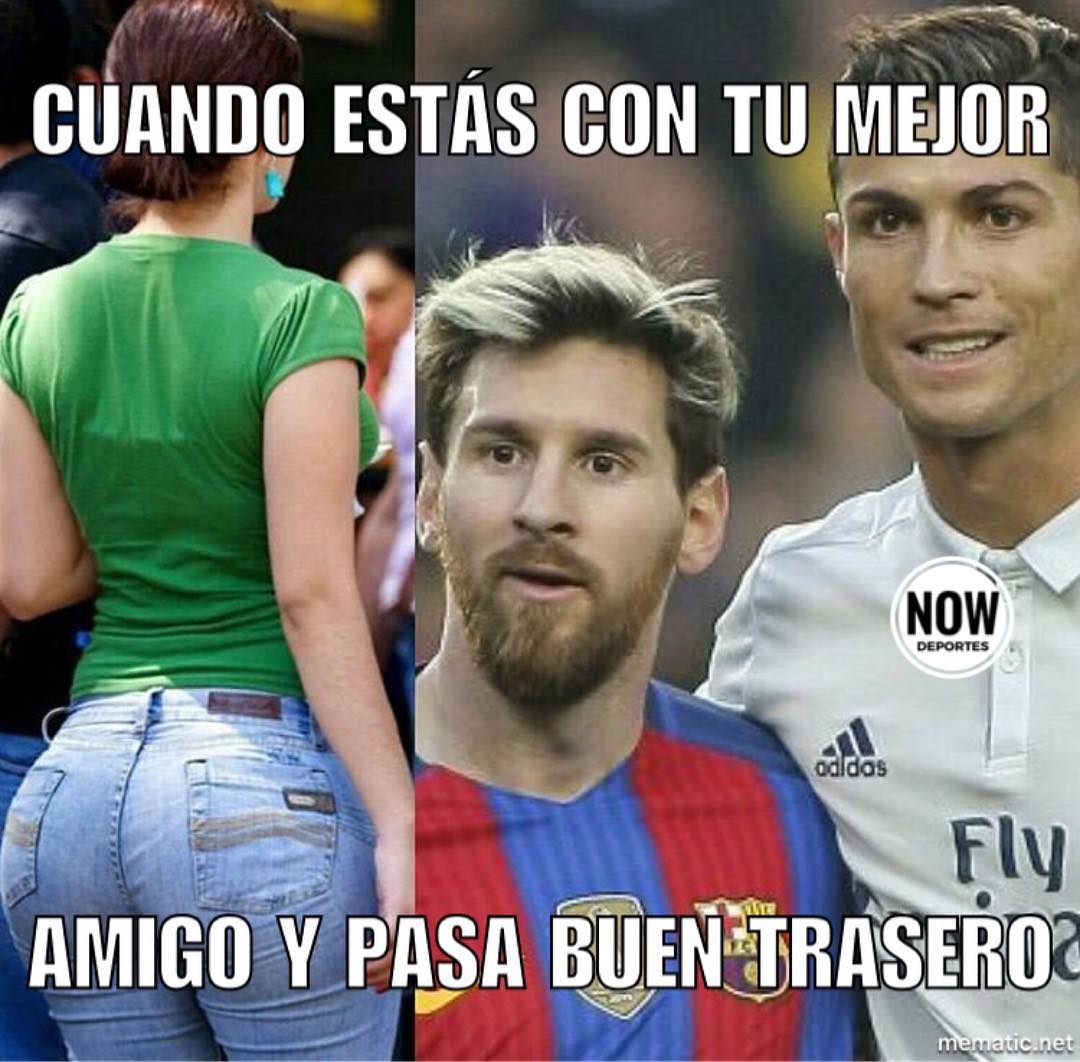 CUANDO ESTÁS CON TU MEJOR
NOW
DEPORTES
adidas
Fly
AMIGO Y PASA BUEN TRASERO
mematic.net